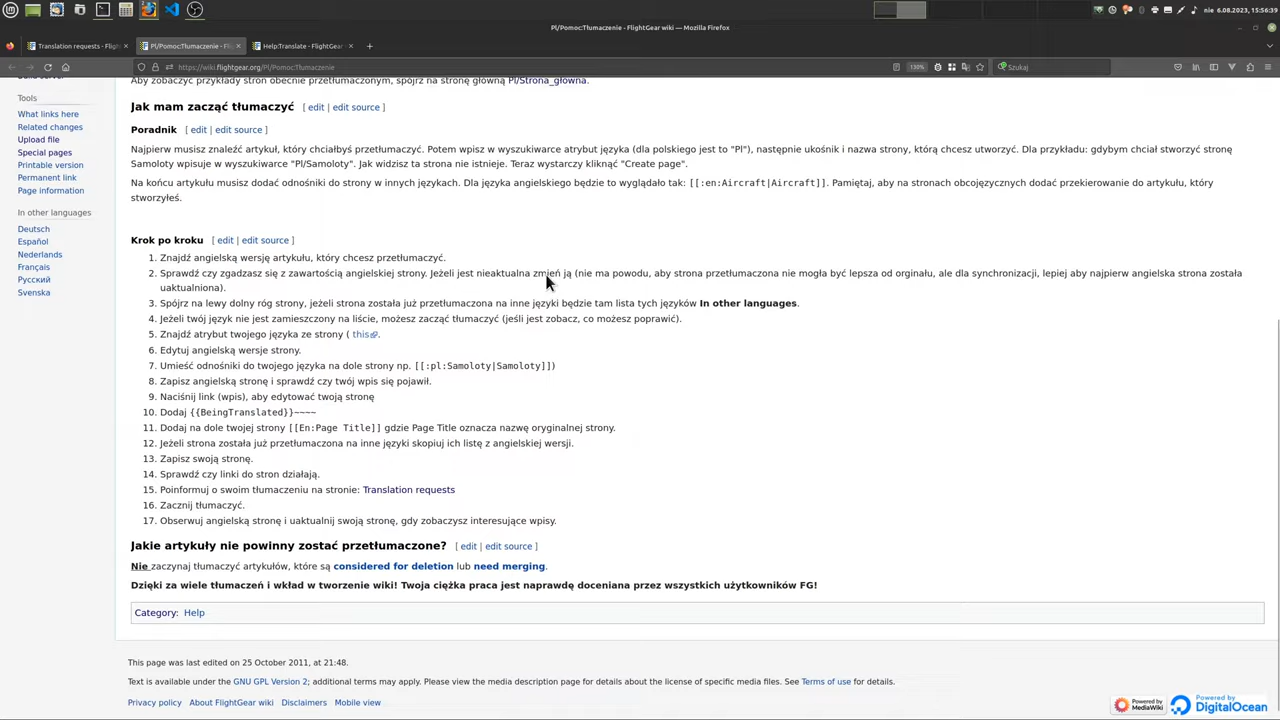 nie 6.08.2023, 15:56:39
Pl/Pomoc:Tłumaczenie - FlightGear wiki — Mozilla Firefox
Translation requests - Flight
Pl/Pomoc:Tłumaczenie - Fl
Help:Translate - FlightGear
https://wiki.flightgear.org/Pl/Pomoc:Tłumaczenie
130%
Szukaj
Tools
What links here
Related changes
Upload file
Special pages
Printable version
Permanent link
Page information
In other languages
Deutsch
Español
Nederlands
Français
Русский
Svenska
Aby zobaczyć przykłady stron obecnie przetłumaczonym, spójrz na stronę główną Pl/Strona_główna.
Jak mam zacząć tłumaczyć [ edit | edit source ]
Poradnik [ edit | edit source ]
Najpierw musisz znaleźć artykuł, który chciałbyś przetłumaczyć. Potem wpisz w wyszukiwarce atrybut języka (dla polskiego jest to "Pl"), następnie ukośnik i nazwa strony, którą chcesz utworzyć. Dla przykładu: gdybym chciał stworzyć stronę
Samoloty wpisuje w wyszukiwarce "Pl/Samoloty". Jak widzisz ta strona nie istnieje. Teraz wystarczy kliknąć "Create page".
Na końcu artykułu musisz dodać odnośniki do strony w innych językach. Dla języka angielskiego będzie to wyglądało tak: [[:en:Aircraft|Aircraft]]. Pamiętaj, aby na stronach obcojęzycznych dodać przekierowanie do artykułu, który
stworzyłeś.
Krok po kroku [ edit | edit source ]
1. Znajdź angielską wersję artykułu, który chcesz przetłumaczyć.
2. Sprawdź czy zgadzasz się z zawartością angielskiej strony. Jeżeli jest nieaktualna zmień ją (nie ma powodu, aby strona przetłumaczona nie mogła być lepsza od orginału, ale dla synchronizacji, lepiej aby najpierw angielska strona została
uaktualniona).
3. Spójrz na lewy dolny róg strony, jeżeli strona została już przetłumaczona na inne języki będzie tam lista tych języków In other languages.
4. Jeżeli twój język nie jest zamieszczony na liście, możesz zacząć tłumaczyć (jeśli jest zobacz, co możesz poprawić).
5. Znajdź atrybut twojego języka ze strony ( this.
6. Edytuj angielską wersje strony.
7. Umieść odnośniki do twojego języka na dole strony np. [[:pl:Samoloty|Samoloty]])
8. Zapisz angielską stronę i sprawdź czy twój wpis się pojawił.
9. Naciśnij link (wpis), aby edytować twoją stronę
10. Dodaj {{BeingTranslated}}~~~~
11. Dodaj na dole twojej strony [[En:Page Title]] gdzie Page Title oznacza nazwę oryginalnej strony.
12. Jeżeli strona została już przetłumaczona na inne języki skopiuj ich listę z angielskiej wersji.
13. Zapisz swoją stronę.
14. Sprawdź czy linki do stron działają.
15. Poinformuj o swoim tłumaczeniu na stronie: Translation requests
16. Zacznij tłumaczyć.
17. Obserwuj angielską stronę i uaktualnij swoją stronę, gdy zobaczysz interesujące wpisy.
Jakie artykuły nie powinny zostać przetłumaczone? [ edit | edit source ]
Nie zaczynaj tłumaczyć artykułów, które są considered for deletion lub need merging.
Dzięki za wiele tłumaczeń i wkład w tworzenie wiki! Twoja ciężka praca jest naprawdę doceniana przez wszystkich użytkowników FG!
Category: Help
This page was last edited on 25 October 2011, at 21:48.
Text is available under the GNU GPL Version 2; additional terms may apply. Please view the media description page for details about the license of specific media files. See Terms of use for details.
Privacy policy About FlightGear wiki Disclaimers Mobile view
Powered by MediaWiki
Powered by DigitalOcean